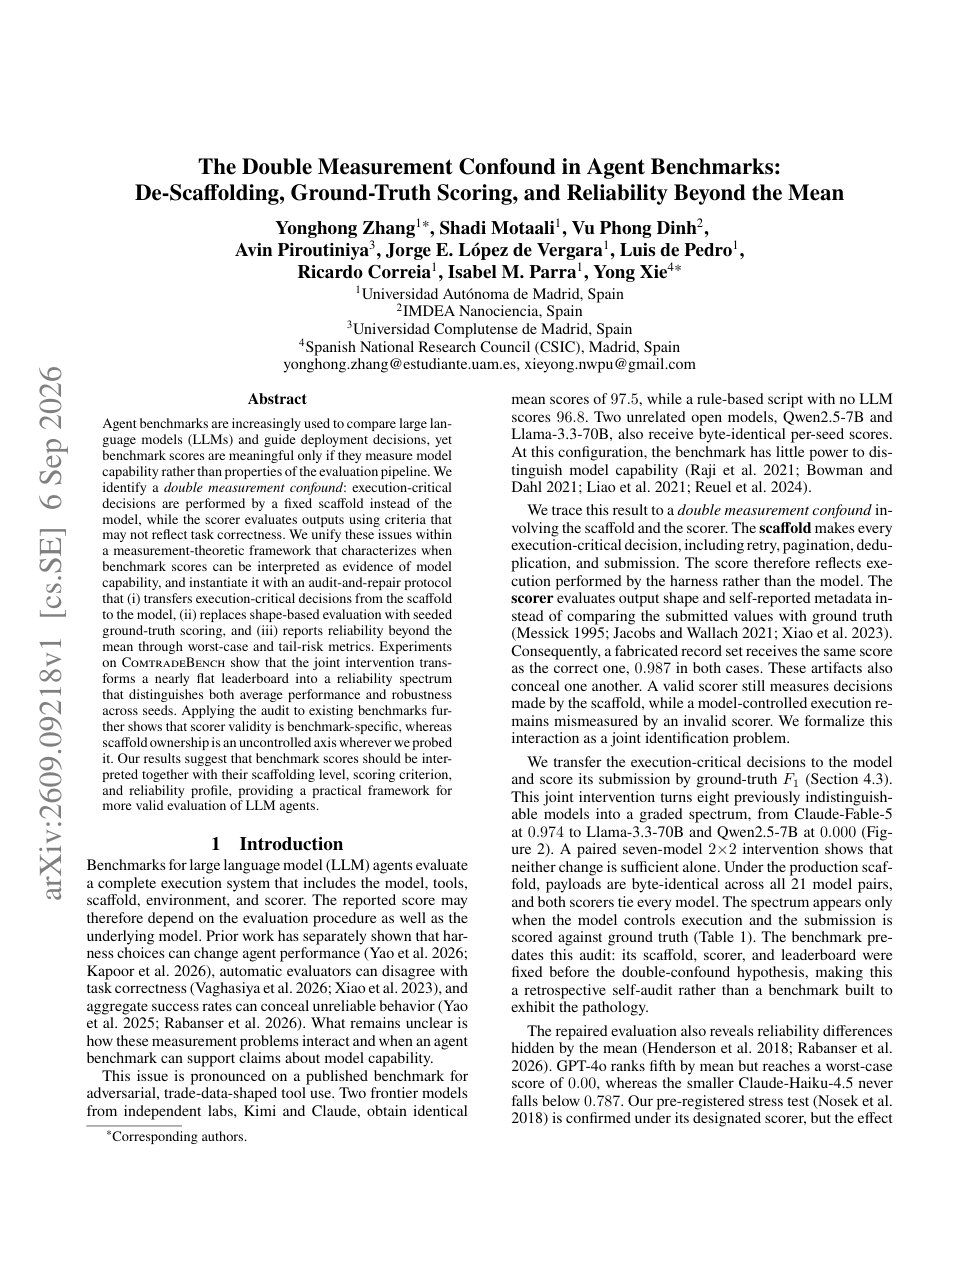 The Double Measurement Confound in Agent Benchmarks:
De-Scaffolding, Ground-Truth Scoring, and Reliability Beyond the Mean
Yonghong Zhang1*, Shadi Motaali1, Vu Phong Dinh2,
Avin Piroutiniya3, Jorge E. López de Vergara1, Luis de Pedro1,
Ricardo Correia1, Isabel M. Parra1, Yong Xie4*
1Universidad Autónoma de Madrid, Spain
2IMDEA Nanociencia, Spain
3Universidad Complutense de Madrid, Spain
4Spanish National Research Council (CSIC), Madrid, Spain
yonghong.zhang@estudiante.uam.es, xieyong.nwpu@gmail.com
arXiv:2609.09218v1 [cs.SE] 6 Sep 2026
Abstract
Agent benchmarks are increasingly used to compare large lan-
guage models (LLMs) and guide deployment decisions, yet
benchmark scores are meaningful only if they measure model
capability rather than properties of the evaluation pipeline. We
identify a double measurement confound: execution-critical
decisions are performed by a fixed scaffold instead of the
model, while the scorer evaluates outputs using criteria that
may not reflect task correctness. We unify these issues within
a measurement-theoretic framework that characterizes when
benchmark scores can be interpreted as evidence of model
capability, and instantiate it with an audit-and-repair protocol
that (i) transfers execution-critical decisions from the scaffold
to the model, (ii) replaces shape-based evaluation with seeded
ground-truth scoring, and (iii) reports reliability beyond the
mean through worst-case and tail-risk metrics. Experiments
on COMTRADEBENCH show that the joint intervention trans-
forms a nearly flat leaderboard into a reliability spectrum
that distinguishes both average performance and robustness
across seeds. Applying the audit to existing benchmarks fur-
ther shows that scorer validity is benchmark-specific, whereas
scaffold ownership is an uncontrolled axis wherever we probed
it. Our results suggest that benchmark scores should be inter-
preted together with their scaffolding level, scoring criterion,
and reliability profile, providing a practical framework for
more valid evaluation of LLM agents.
1 Introduction
Benchmarks for large language model (LLM) agents evaluate
a complete execution system that includes the model, tools,
scaffold, environment, and scorer. The reported score may
therefore depend on the evaluation procedure as well as the
underlying model. Prior work has separately shown that har-
ness choices can change agent performance (Yao et al. 2026;
Kapoor et al. 2026), automatic evaluators can disagree with
task correctness (Vaghasiya et al. 2026; Xiao et al. 2023), and
aggregate success rates can conceal unreliable behavior (Yao
et al. 2025; Rabanser et al. 2026). What remains unclear is
how these measurement problems interact and when an agent
benchmark can support claims about model capability.
This issue is pronounced on a published benchmark for
adversarial, trade-data-shaped tool use. Two frontier models
from independent labs, Kimi and Claude, obtain identical
*Corresponding authors.
mean scores of 97.5, while a rule-based script with no LLM
scores 96.8. Two unrelated open models, Qwen2.5-7B and
Llama-3.3-70B, also receive byte-identical per-seed scores.
At this configuration, the benchmark has little power to dis-
tinguish model capability (Raji et al. 2021; Bowman and
Dahl 2021; Liao et al. 2021; Reuel et al. 2024).
We trace this result to a double measurement confound in-
volving the scaffold and the scorer. The scaffold makes every
execution-critical decision, including retry, pagination, dedu-
plication, and submission. The score therefore reflects exe-
cution performed by the harness rather than the model. The
scorer evaluates output shape and self-reported metadata in-
stead of comparing the submitted values with ground truth
(Messick 1995; Jacobs and Wallach 2021; Xiao et al. 2023).
Consequently, a fabricated record set receives the same score
as the correct one, 0.987 in both cases. These artifacts also
conceal one another. A valid scorer still measures decisions
made by the scaffold, while a model-controlled execution re-
mains mismeasured by an invalid scorer. We formalize this
interaction as a joint identification problem.
We transfer the execution-critical decisions to the model
and score its submission by ground-truth F1 (Section 4.3).
This joint intervention turns eight previously indistinguish-
able models into a graded spectrum, from Claude-Fable-5
at 0.974 to Llama-3.3-70B and Qwen2.5-7B at 0.000 (Fig-
ure 2). A paired seven-model 2×2 intervention shows that
neither change is sufficient alone. Under the production scaf-
fold, payloads are byte-identical across all 21 model pairs,
and both scorers tie every model. The spectrum appears only
when the model controls execution and the submission is
scored against ground truth (Table 1). The benchmark pre-
dates this audit: its scaffold, scorer, and leaderboard were
fixed before the double-confound hypothesis, making this
a retrospective self-audit rather than a benchmark built to
exhibit the pathology.
The repaired evaluation also reveals reliability differences
hidden by the mean (Henderson et al. 2018; Rabanser et al.
2026). GPT-4o ranks fifth by mean but reaches a worst-case
score of 0.00, whereas the smaller Claude-Haiku-4.5 never
falls below 0.787. Our pre-registered stress test (Nosek et al.
2018) is confirmed under its designated scorer, but the effect